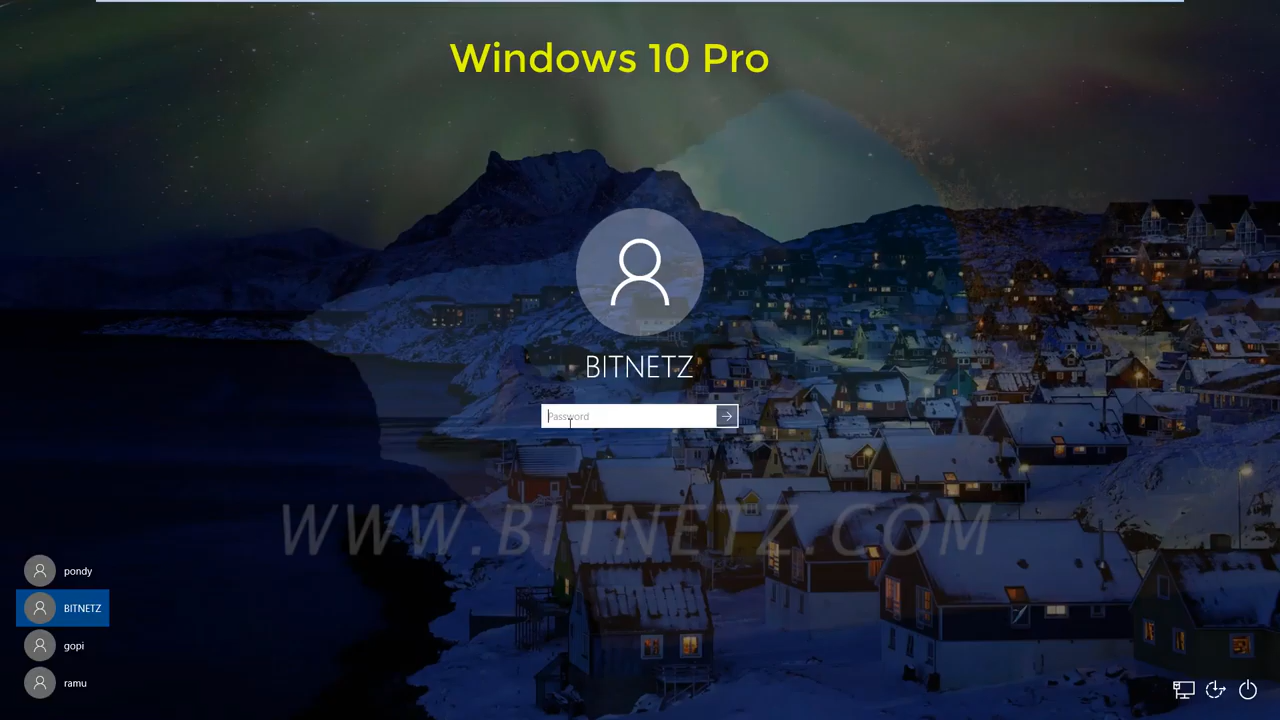 Windows 10 Pro
BITNETZ
Password
WWW.BITNETZ.COM
pondy
BITNETZ
gopi
ramu